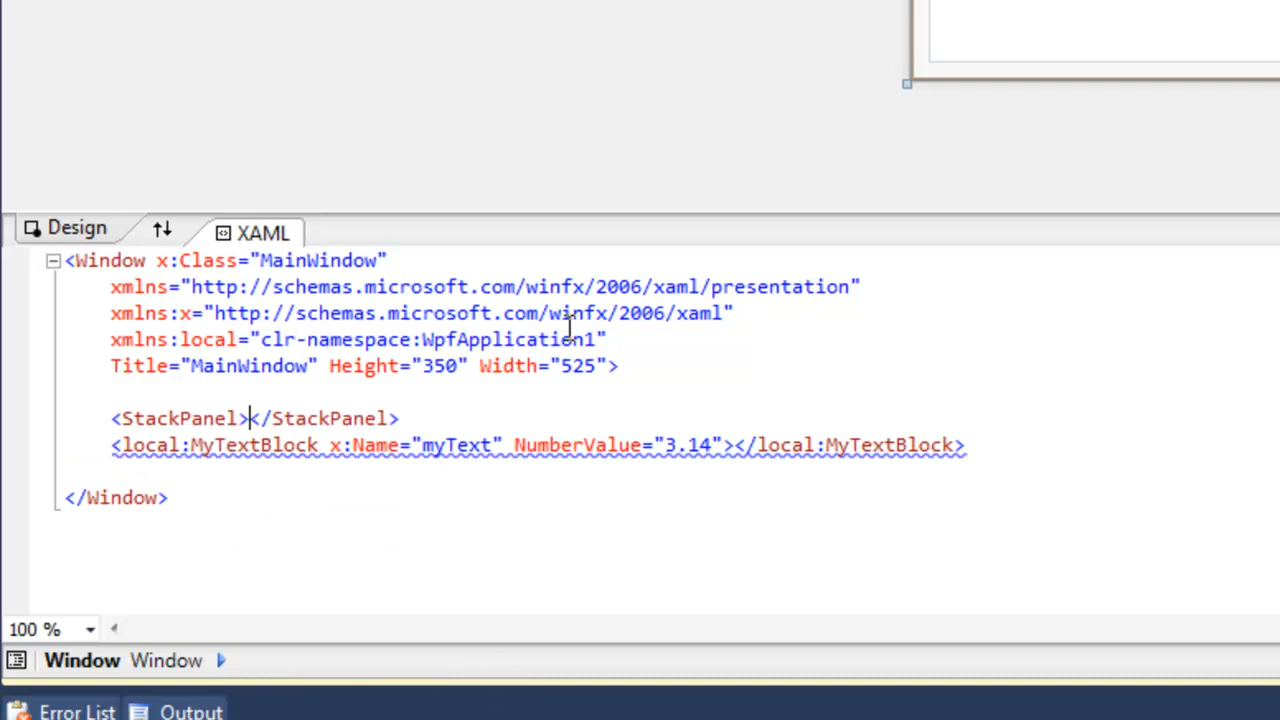 Design XAML
<Window x:Class="MainWindow"
xmlns="http://schemas.microsoft.com/winfx/2006/xaml/presentation"
xmlns:x="http://schemas.microsoft.com/winfx/2006/xaml"
xmlns:local="clr-namespace:WpfApplication1"
Title="MainWindow" Height="350" Width="525">
<StackPanel></StackPanel>
<local:MyTextBlock x:Name="myText" NumberValue="3.14"></local:MyTextBlock>
</Window>
100 %
Window Window
Error List Output